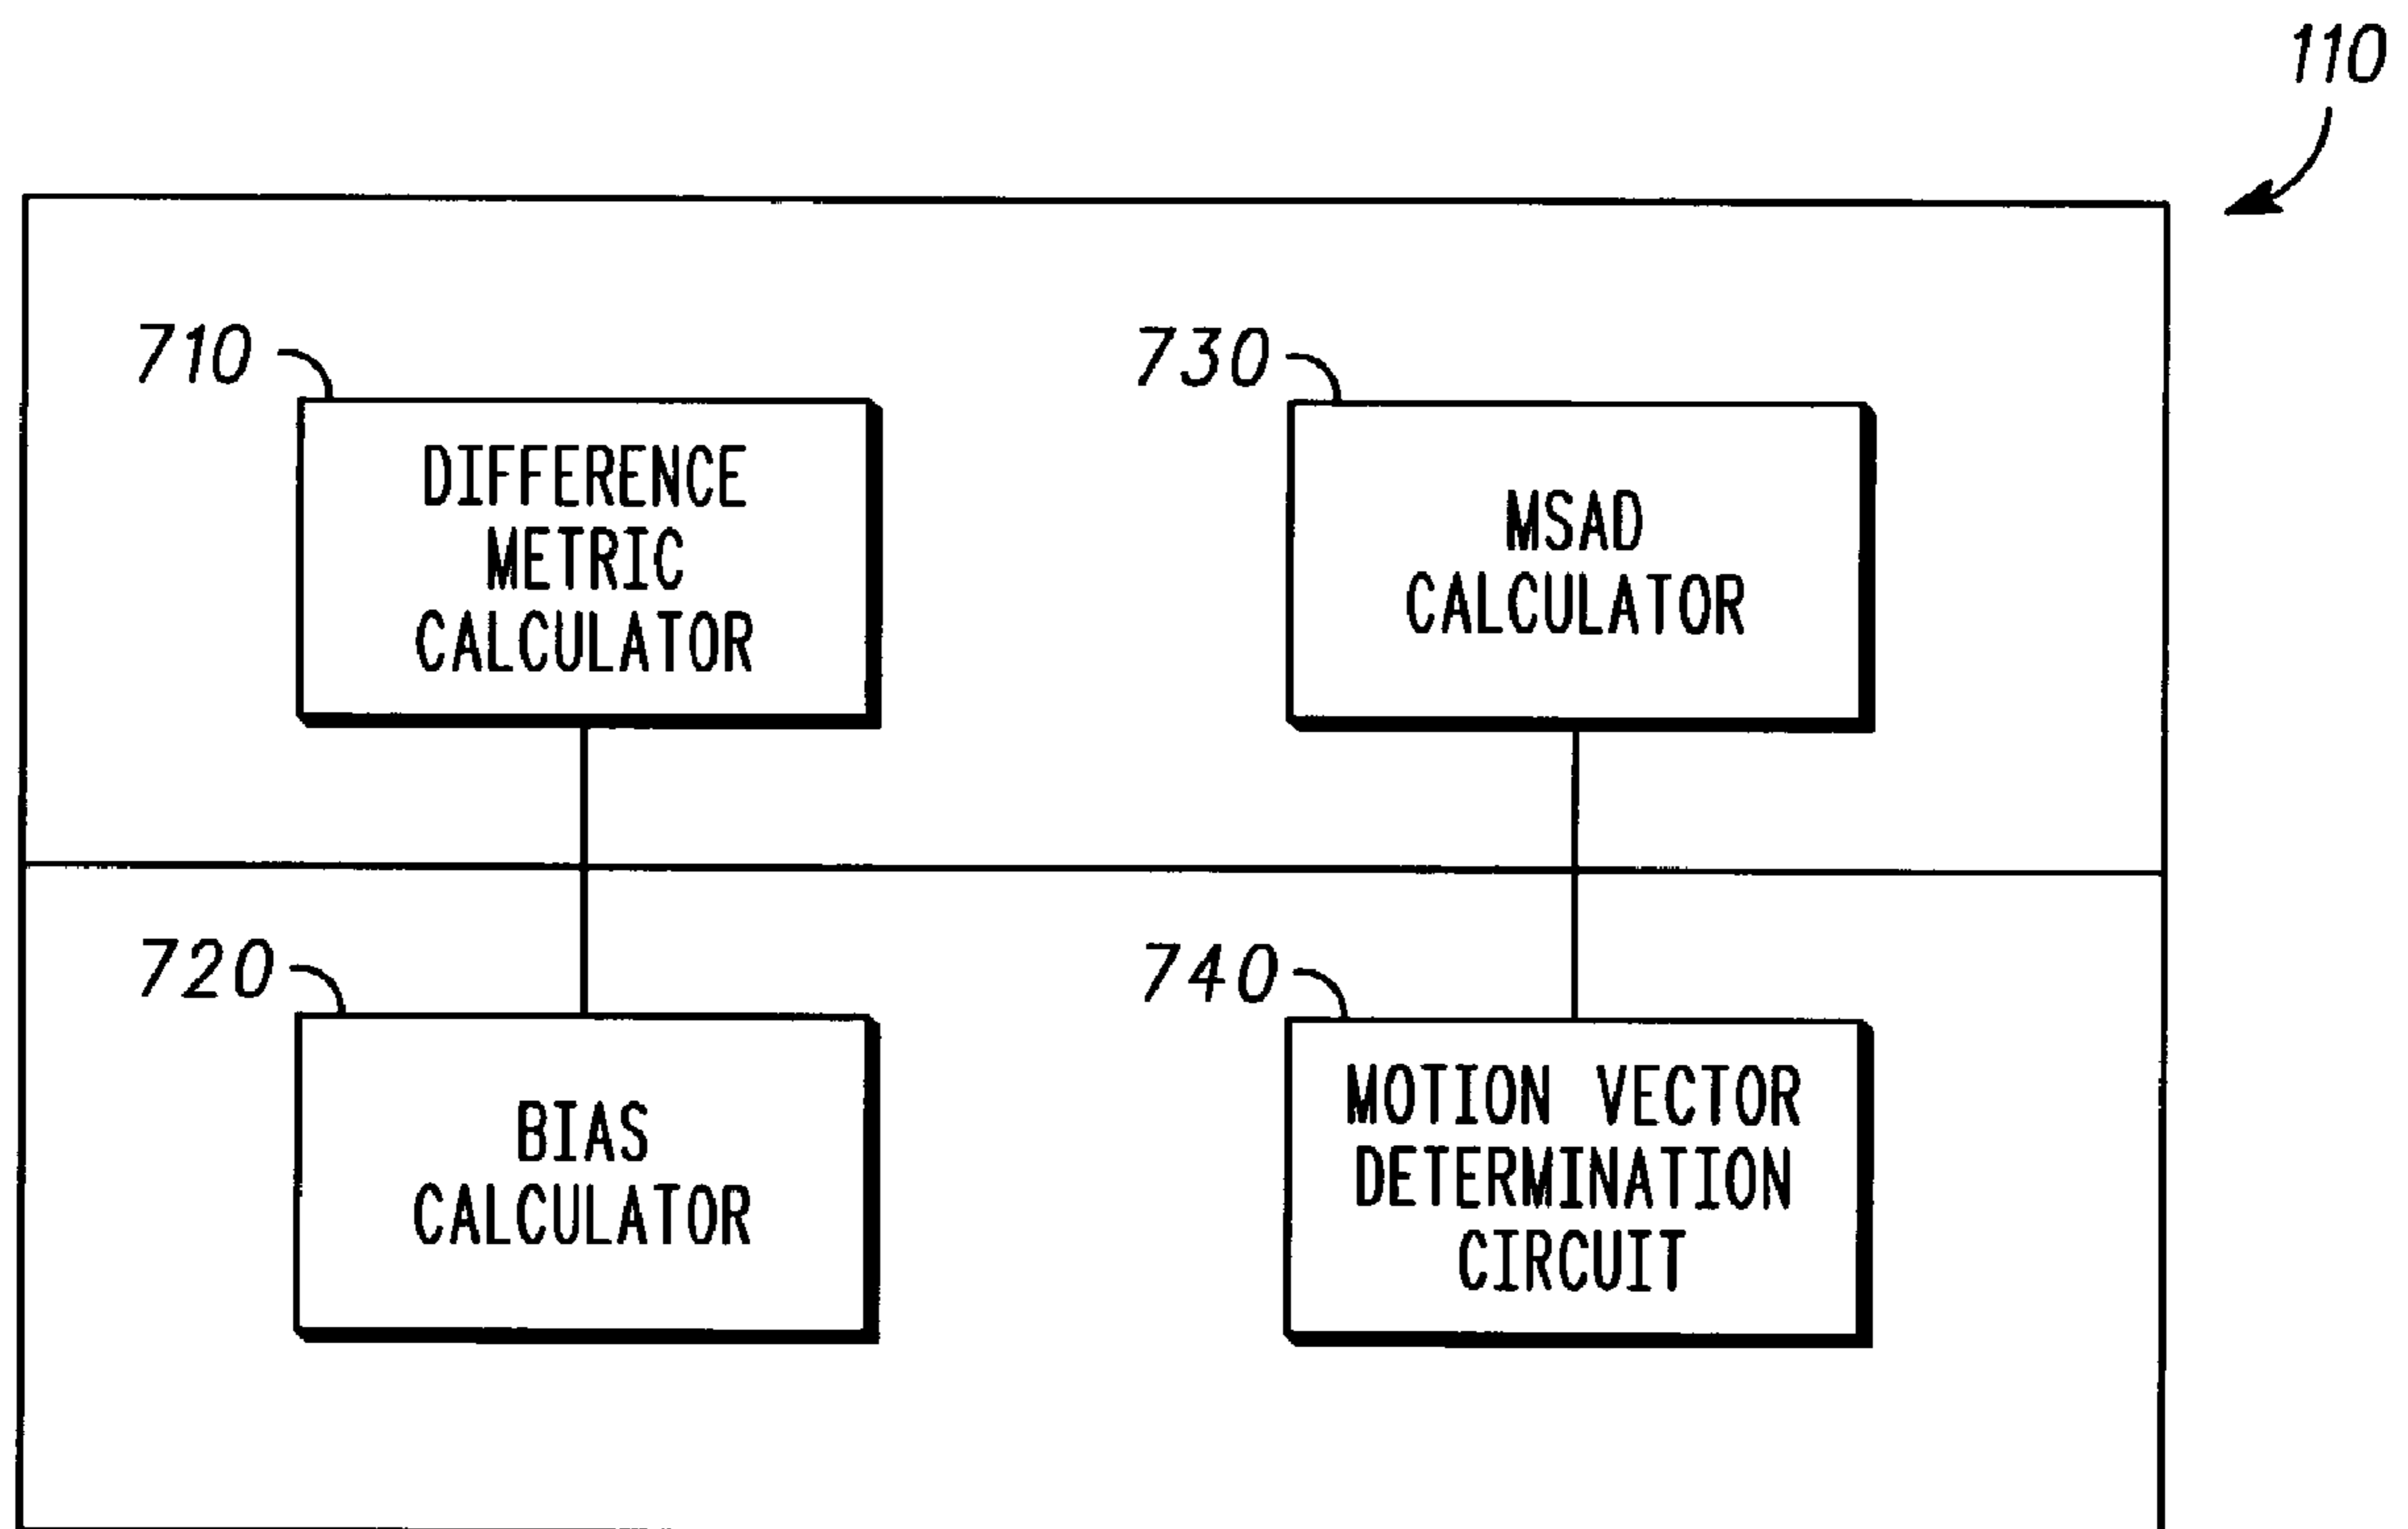 110
710
DIFFERENCE
METRIC
CALCULATOR
730
MSAD
CALCULATOR
720
BIAS
CALCULATOR
740
MOTION VECTOR
DETERMINATION
CIRCUIT